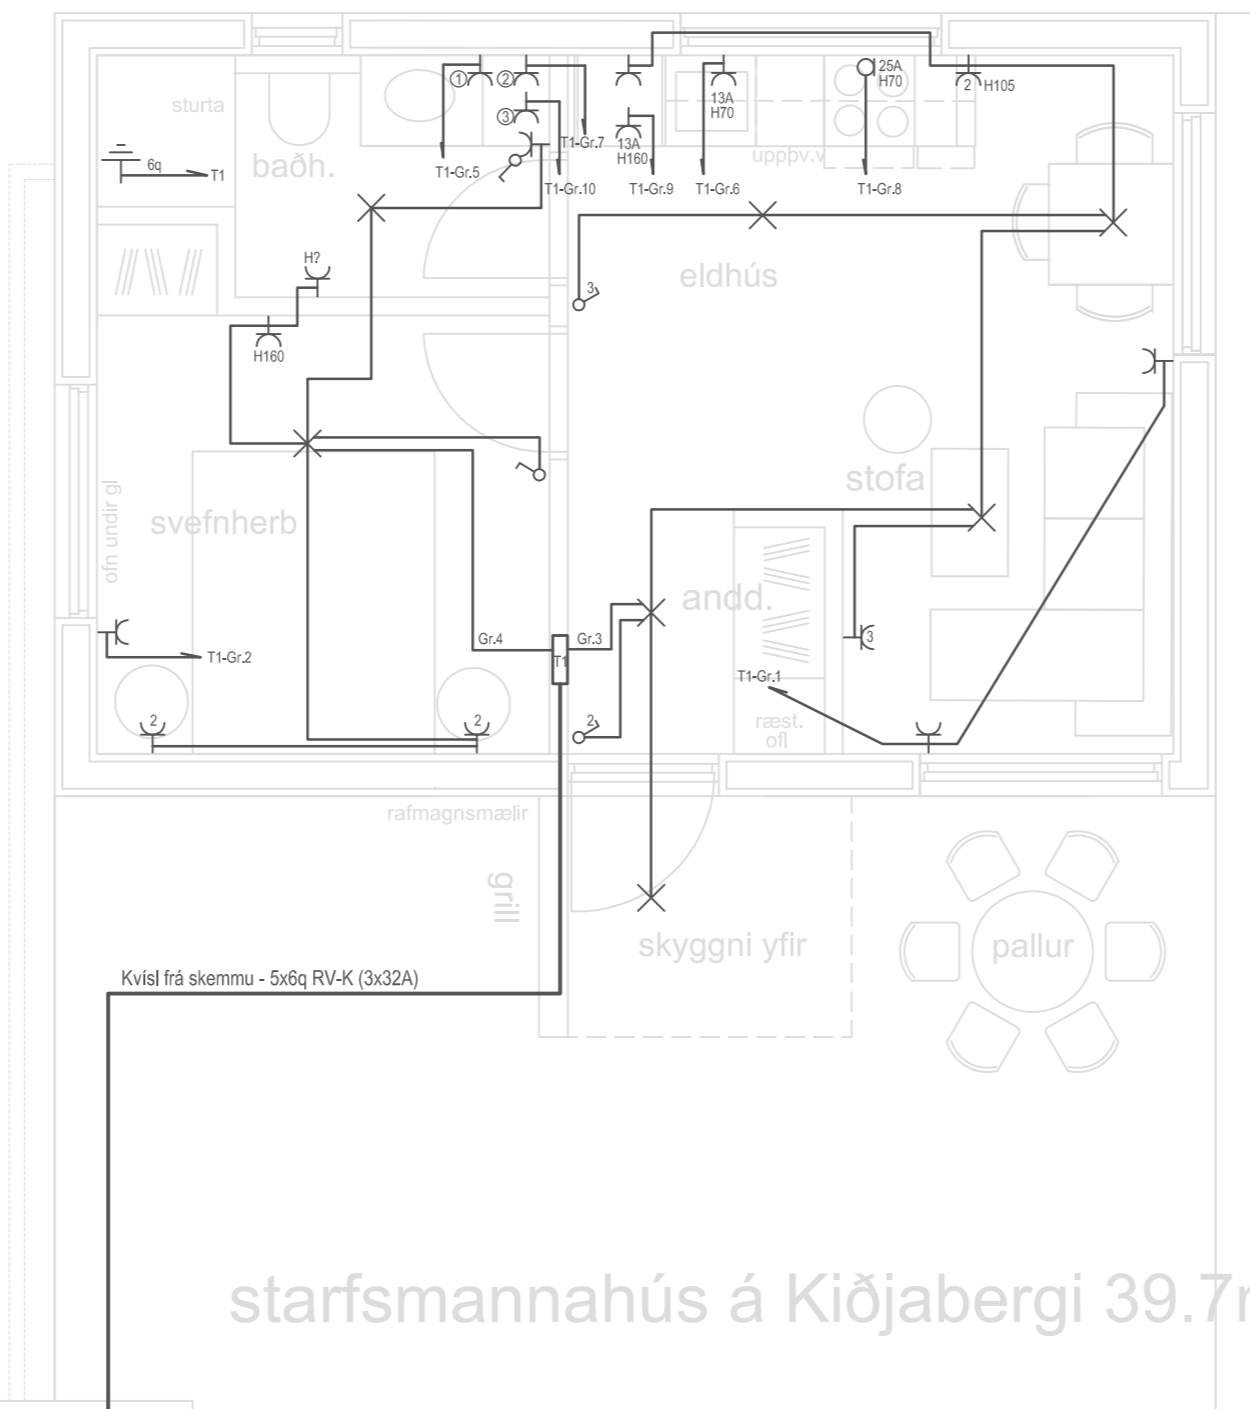 sturta
①
②
③
25A
H70
2
H105
13A
H70
6q
T1
baðh.
T1-Gr.5
T1-Gr.7
13A
H160
uppþv.v
T1-Gr.10
T1-Gr.9
T1-Gr.6
T1-Gr.8
H?
eldhús
3
H160
stofa
ofn undir gl
svefnherb
andd.
Gr.4
T1
Gr.3
3
T1-Gr.2
T1-Gr.1
2
2
2
ræst.
ofl
rafmagnsmælir
grill
skyggni yfir
pallur
Kvísl frá skemmu - 5x6q RV-K (3x32A)
starfsmannahús á Kiðjabergi 39.7